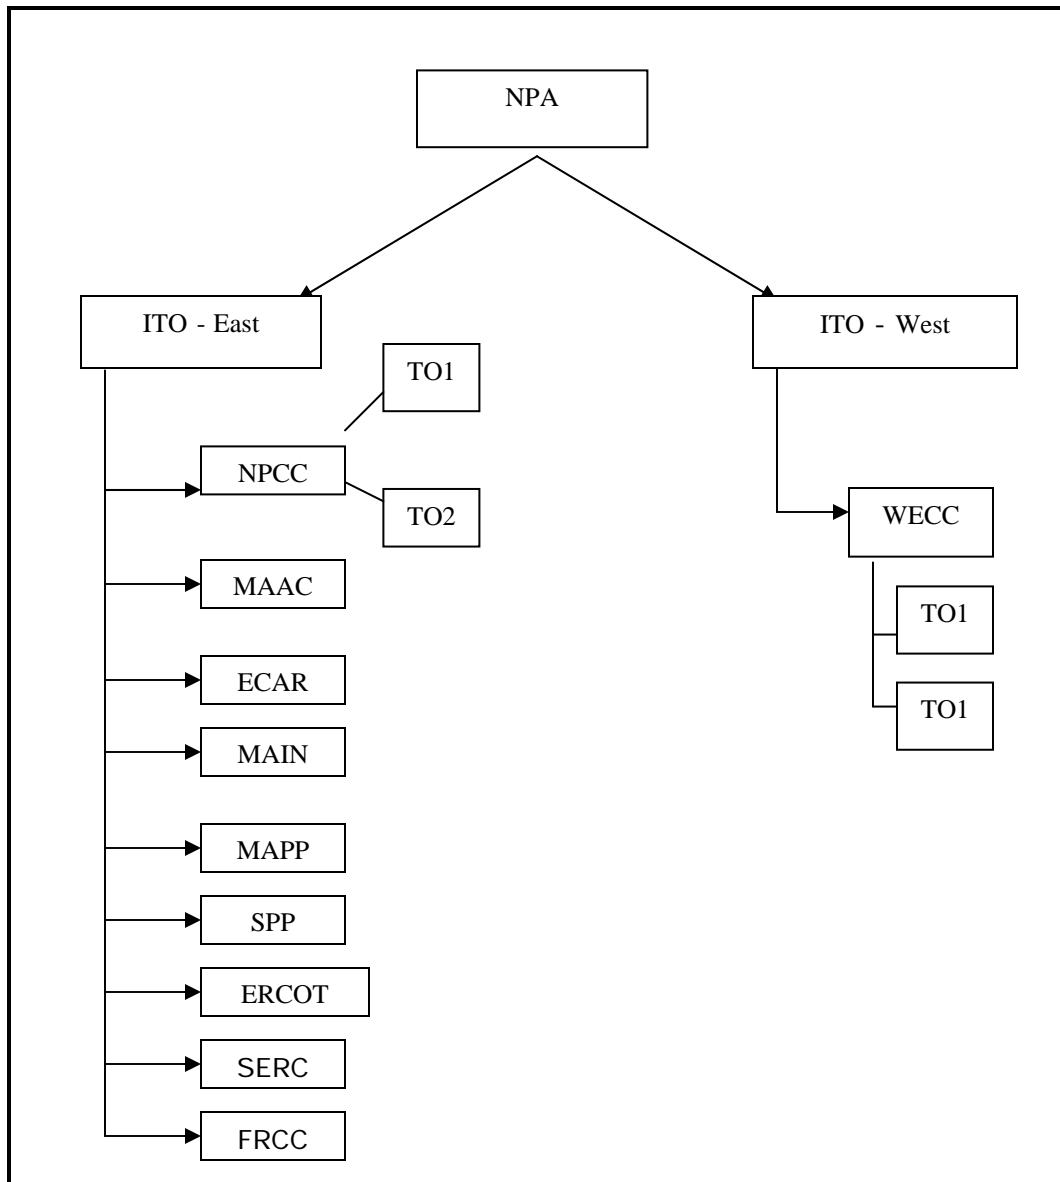 NPA
ITO - East
ITO - West
TO1
NPCC
TO2
MAAC
ECAR
MAIN
MAPP
SPP
ERCOT
SERC
FRCC
WECC
TO1
TO1